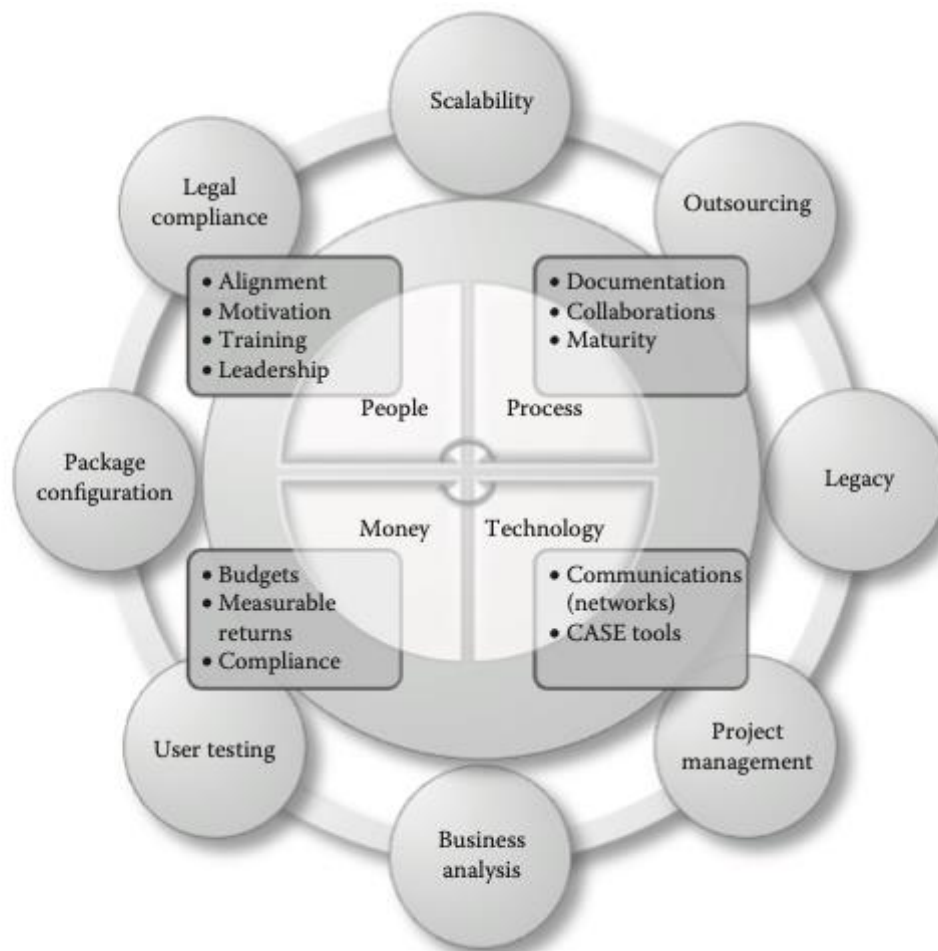 Scalability
Legal
compliance
Outsourcing
• Alignment
• Motivation
• Training
• Leadership
• Documentation
• Collaborations
• Maturity
People
Process
Package
configuration
Legacy
Money
Technology
• Budgets
• Measurable
returns
• Compliance
• Communications
(networks)
• CASE tools
User testing
Project
management
Business
analysis